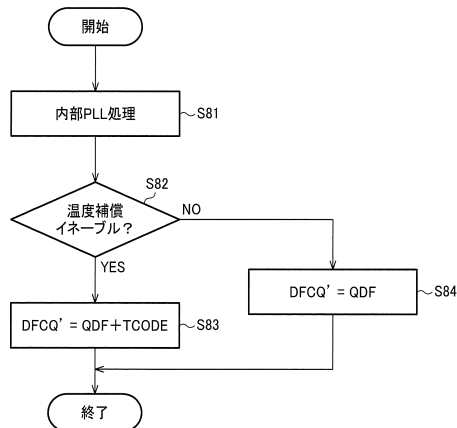 開始
内部PLL処理
S81
S82
温度補償
イネーブル？
NO
YES
DFCQ' = QDF
S84
DFCQ' = QDF＋TCODE
S83
終了